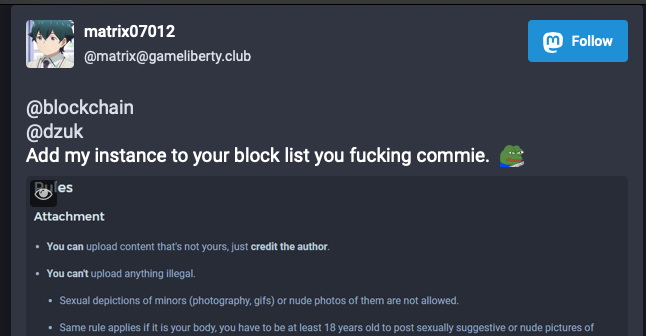 matrix07012
@matrix@gameliberty.club
Follow
@blockchain
@dzuk
Add my instance to your block list you fucking commie.
Rules
Attachment
• You can upload content that's not yours, just credit the author.
• You can't upload anything illegal.
• Sexual depictions of minors (photography, gifs) or nude photos of them are not allowed.
• Same rule applies if it is your body, you have to be at least 18 years old to post sexually suggestive or nude pictures of